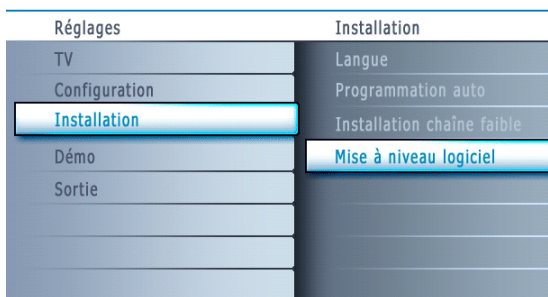 Réglages
TV
Configuration
Installation
Démo
Sortie
Installation
Langue
Programmation auto
Installation chaîne faible
Mise à niveau logiciel